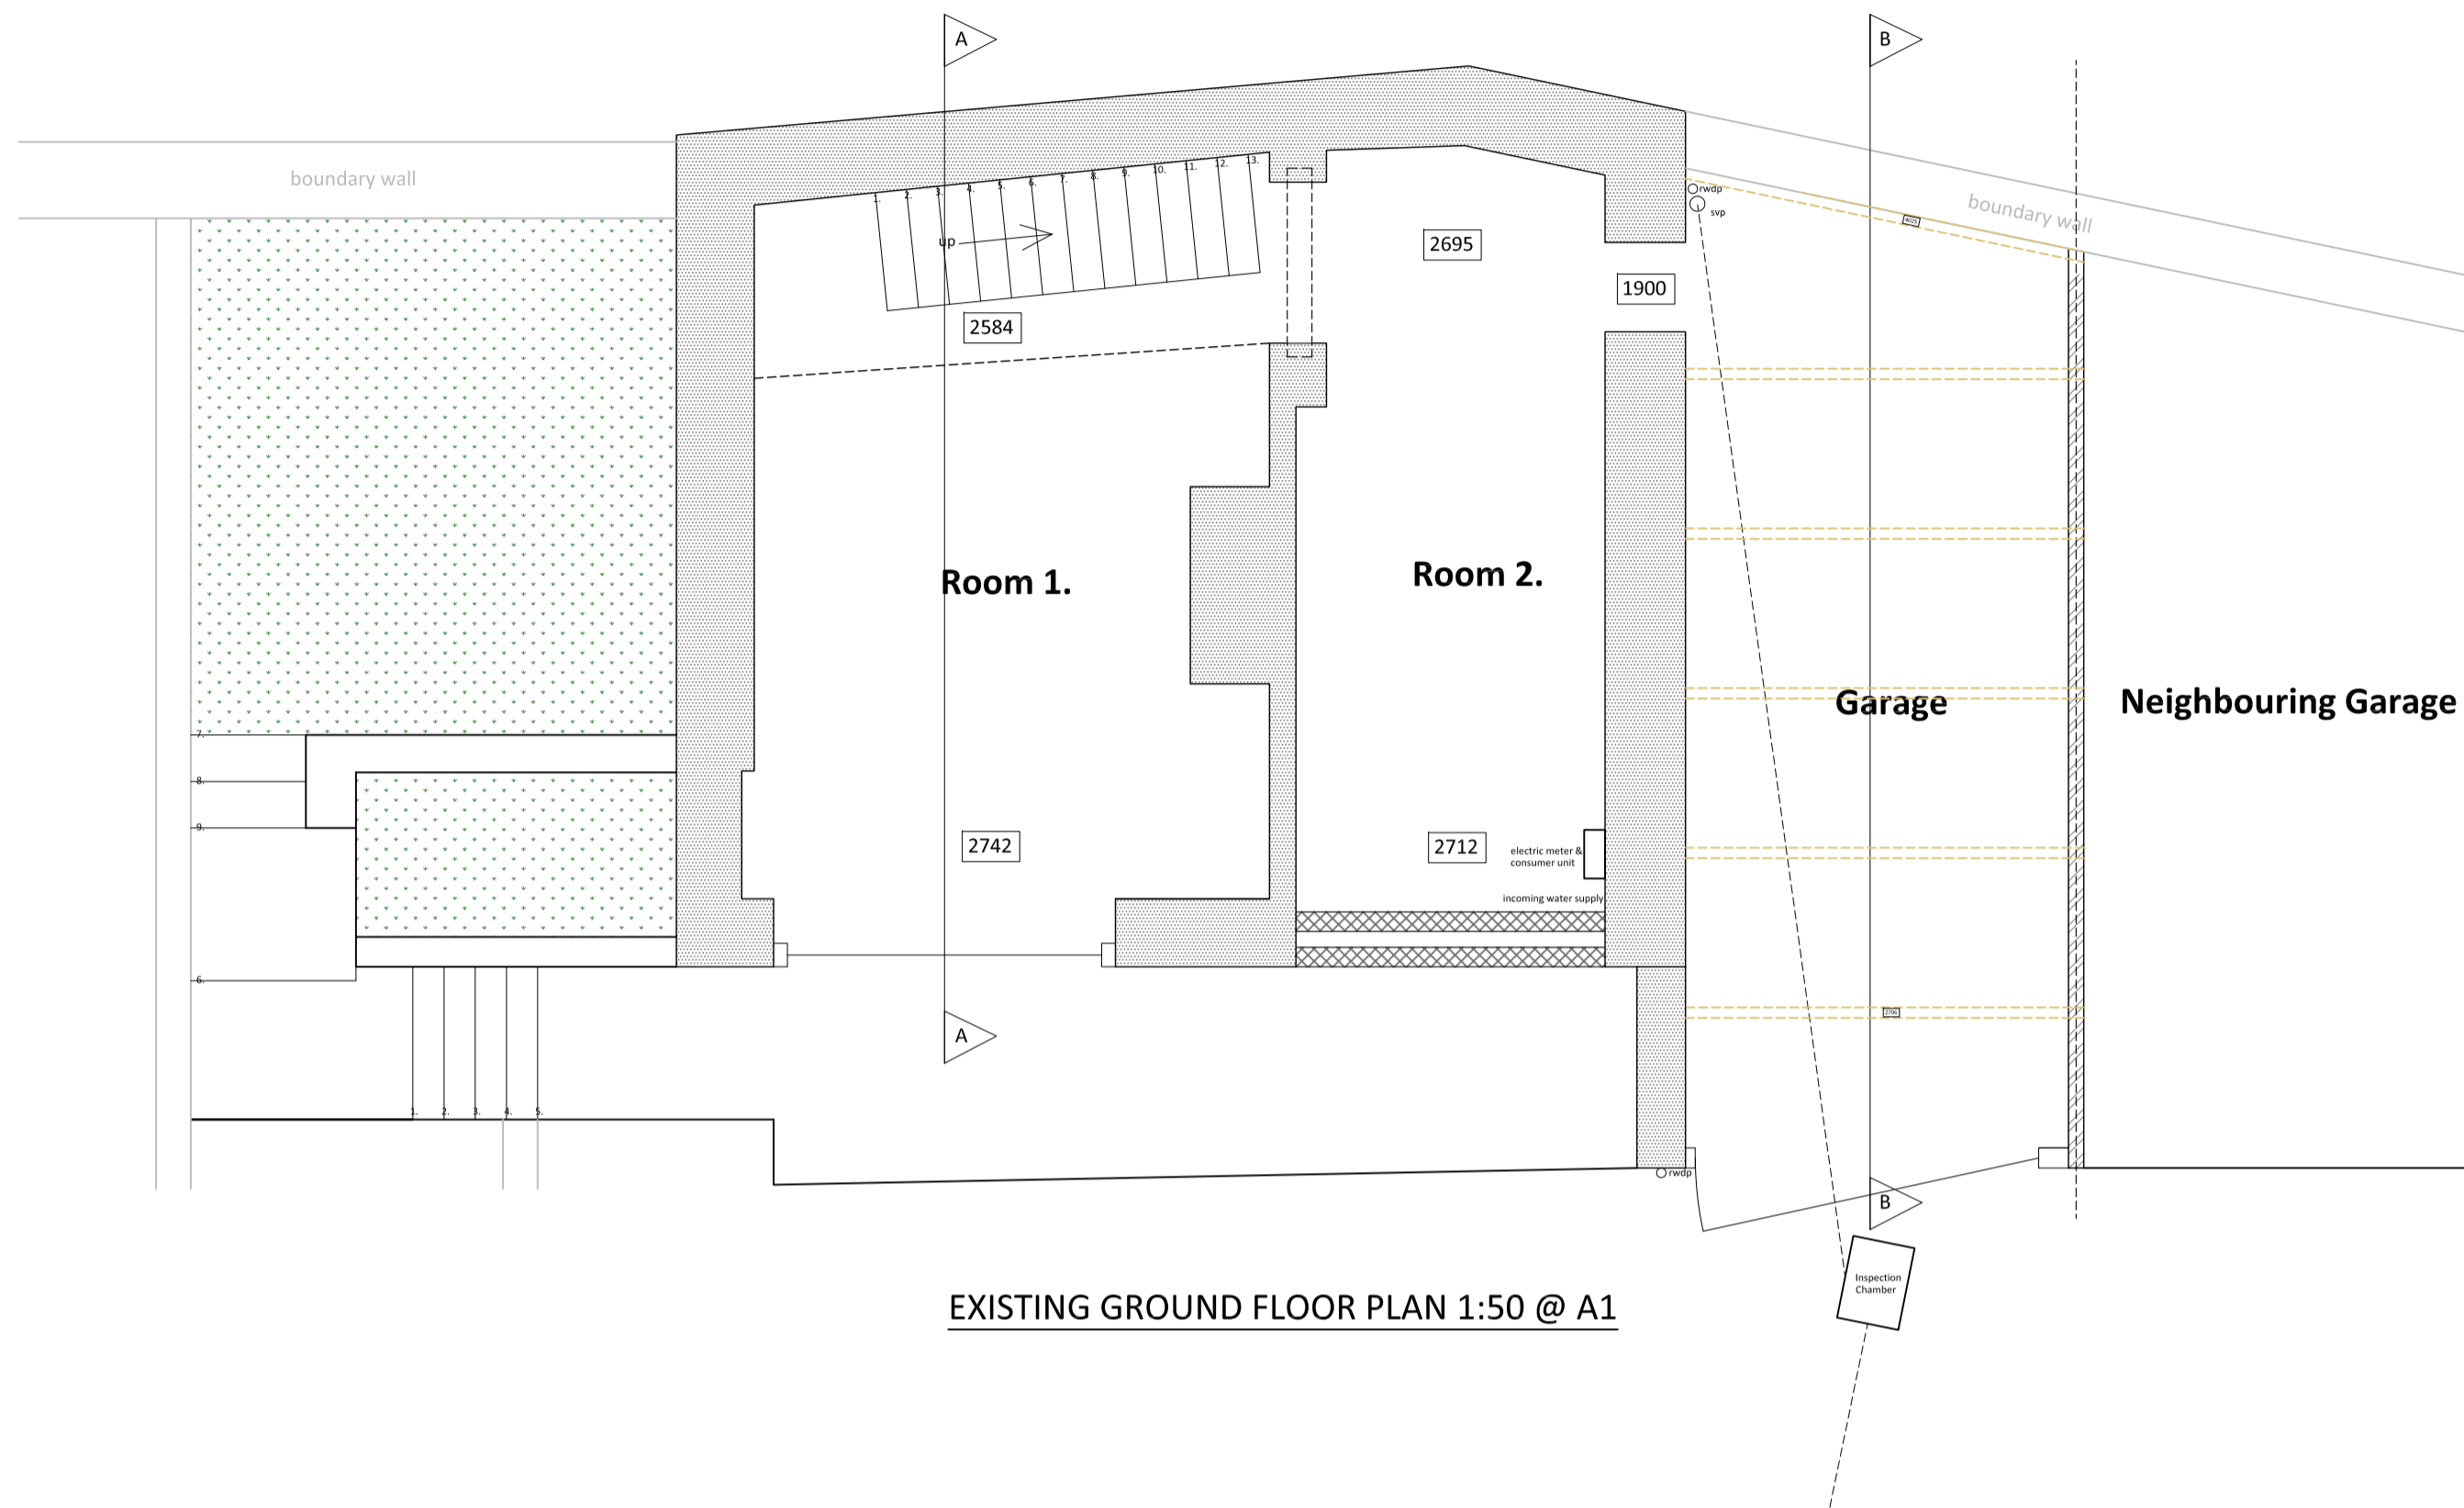 A
B
boundary wall
1. 2. 3. 4. 5. 6. 7. 8. 9. 10. 11. 12. 13.
rwdp
svp
4025
boundary wall
up
2695
1900
2584
Room 1.
Room 2.
Garage
Neighbouring Garage
7.
8.
9.
2742
2712
electric meter &
consumer unit
incoming water supply
6.
2706
A
1. 2. 3. 4. 5.
rwdp
B
Inspection
Chamber
EXISTING GROUND FLOOR PLAN 1:50 @ A1